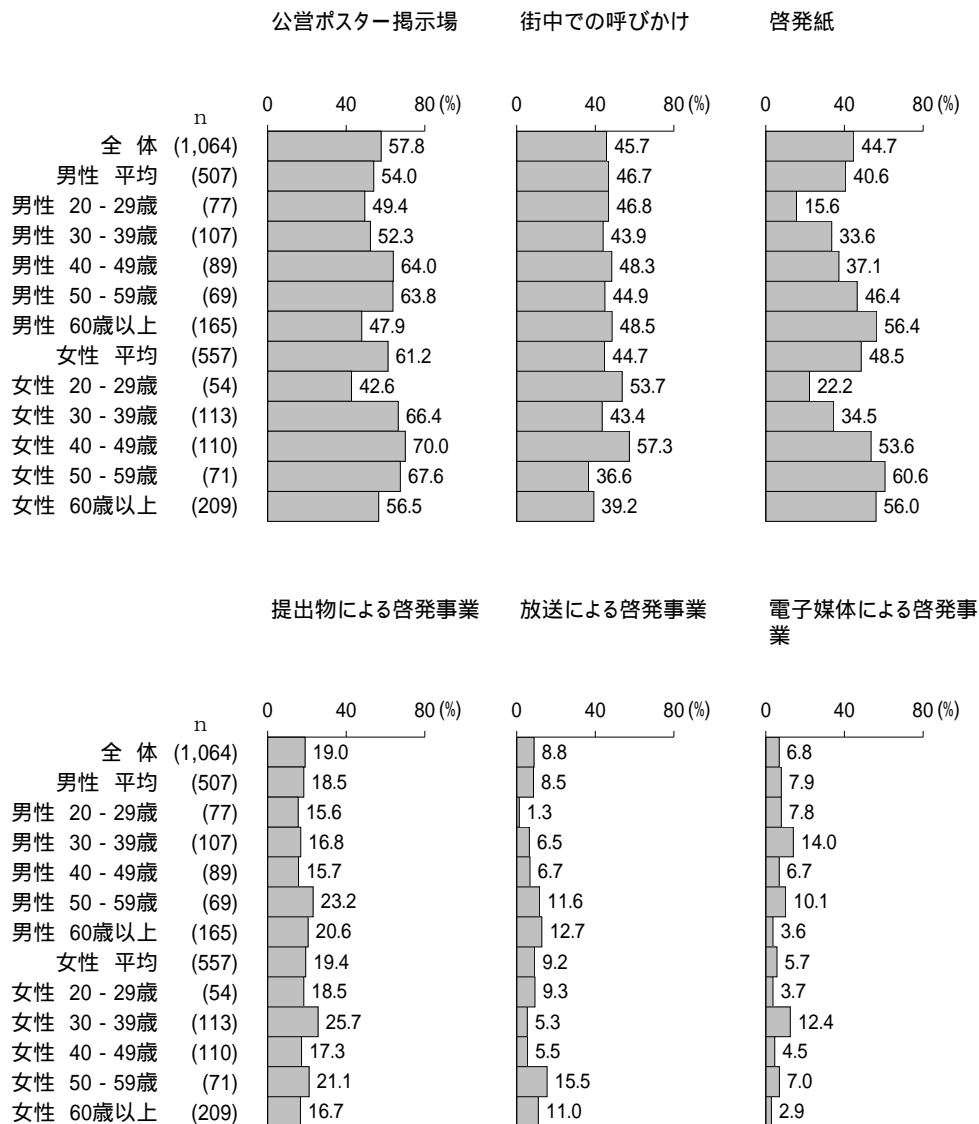 公営ポスター掲示場 街中での呼びかけ 啓発紙
0 40 80(%) 0 40 80(%) 0 40 80(%)
n
全 体 (1,064) 57.8 45.7 44.7
男性 平均 (507) 54.0 46.7 40.6
男性 20 - 29歳 (77) 49.4 46.8 15.6
男性 30 - 39歳 (107) 52.3 43.9 33.6
男性 40 - 49歳 (89) 64.0 48.3 37.1
男性 50 - 59歳 (69) 63.8 44.9 46.4
男性 60歳以上 (165) 47.9 48.5 56.4
女性 平均 (557) 61.2 44.7 48.5
女性 20 - 29歳 (54) 42.6 53.7 22.2
女性 30 - 39歳 (113) 66.4 43.4 34.5
女性 40 - 49歳 (110) 70.0 57.3 53.6
女性 50 - 59歳 (71) 67.6 36.6 60.6
女性 60歳以上 (209) 56.5 39.2 56.0
提出物による啓発事業 放送による啓発事業 電子媒体による啓発事
業
0 40 80(%) 0 40 80(%) 0 40 80(%)
n
全 体 (1,064) 19.0 8.8 6.8
男性 平均 (507) 18.5 8.5 7.9
男性 20 - 29歳 (77) 15.6 1.3 7.8
男性 30 - 39歳 (107) 16.8 6.5 14.0
男性 40 - 49歳 (89) 15.7 6.7 6.7
男性 50 - 59歳 (69) 23.2 11.6 10.1
男性 60歳以上 (165) 20.6 12.7 3.6
女性 平均 (557) 19.4 9.2 5.7
女性 20 - 29歳 (54) 18.5 9.3 3.7
女性 30 - 39歳 (113) 25.7 5.3 12.4
女性 40 - 49歳 (110) 17.3 5.5 4.5
女性 50 - 59歳 (71) 21.1 15.5 7.0
女性 60歳以上 (209) 16.7 11.0 2.9